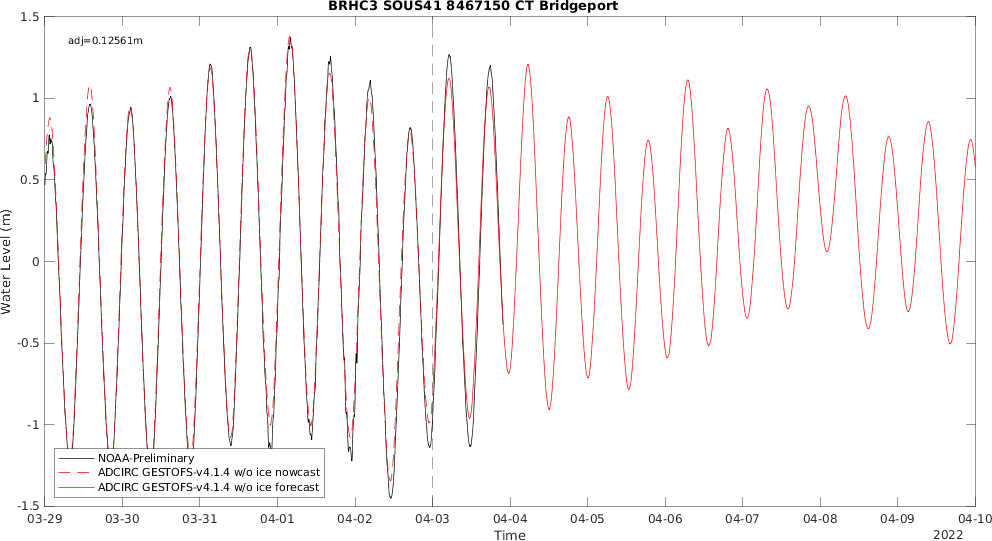 BRHC3 SOUS41 8467150 CT Bridgeport
adj=0.12561m
1.5
1
0.5
0
-0.5
-1
-1.5
Water Level (m)
NOAA-Preliminary
ADCIRC GESTOFS-v4.1.4 w/o ice nowcast
ADCIRC GESTOFS-v4.1.4 w/o ice forecast
03-29 03-30 03-31 04-01 04-02 04-03 04-04 04-05 04-06 04-07 04-08 04-09 04-10
Time
2022